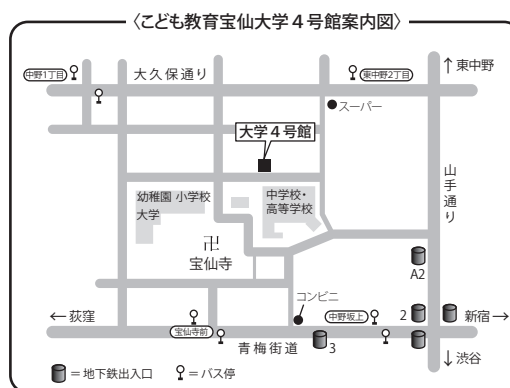 〈こども教育宝仙大学4号館案内図〉
中野1丁目
大久保通り
東中野2丁目
↑東中野
スーパー
大学4号館
山手通り
幼稚園 小学校
大学
中学校・
高等学校
卍
宝仙寺
A2
コンビニ
←荻窪
宝仙寺前
中野坂上
2
新宿→
青梅街道
3
↓渋谷
=地下鉄出入口
=バス停